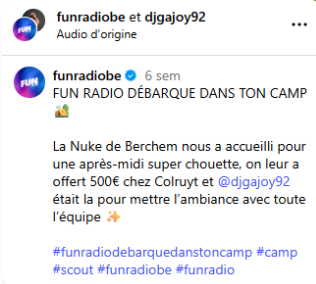 funradiobe et djgajoy92
Audio d’origine
FUN
funradiobe 6 sem
FUN RADIO DÉBARQUE DANS TON CAMP
🏕️
La Nuke de Berchem nous a accueilli pour
une après-midi super chouette, on leur a
offert 500€ chez Colruyt et @djgajoy92
était la pour mettre l’ambiance avec toute
l’équipe ✨
#funradiodebarquedanstoncamp #camp
#scout #funradiobe #funradio